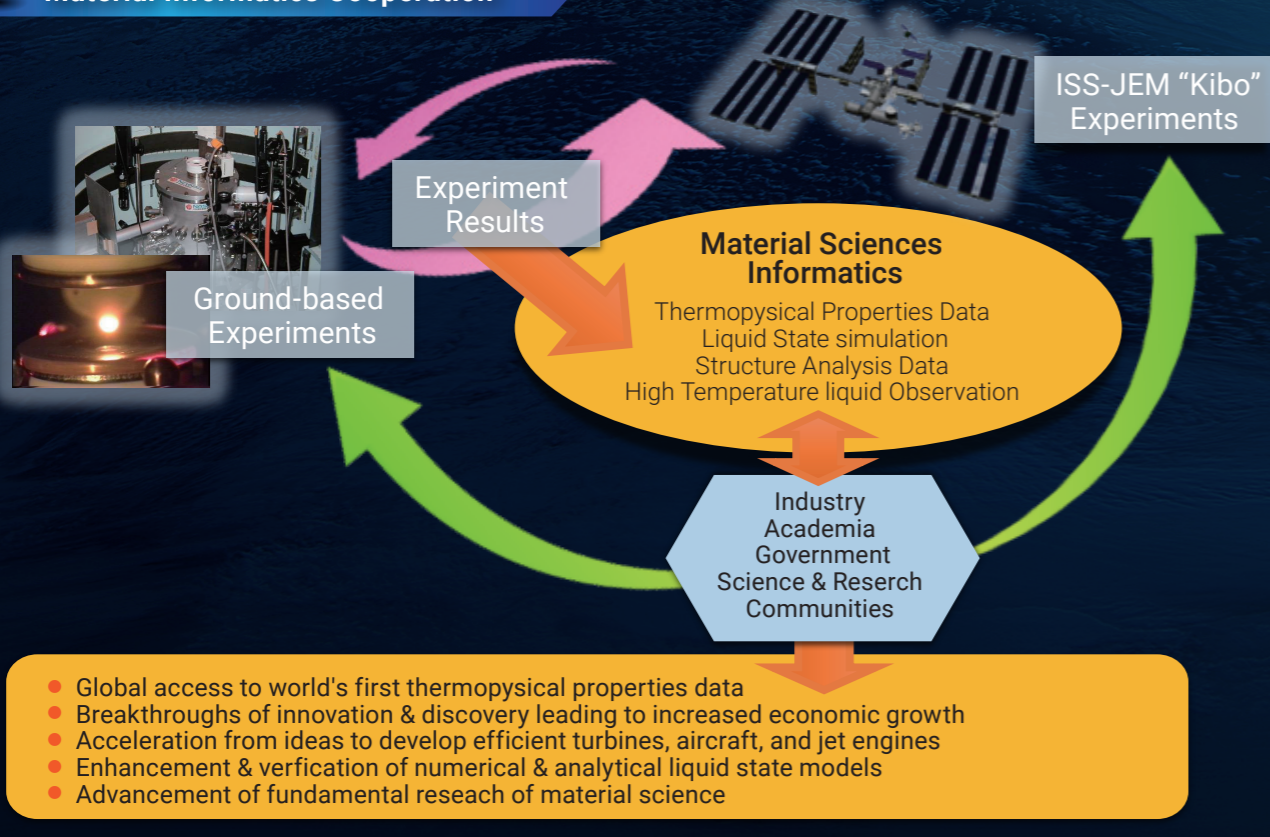 Material Informatics Cooperation
ISS-JEM “Kibo”
Experiments
Experiment
Results
Ground-based
Experiments
Material Sciences
Informatics
Thermopysical Properties Data
Liquid State simulation
Structure Analysis Data
High Temperature liquid Observation
Industry
Academia
Government
Science & Reserch
Communities
Global access to world's first thermopysical properties data
Breakthroughs of innovation & discovery leading to increased economic growth
Acceleration from ideas to develop efficient turbines, aircraft, and jet engines
Enhancement & verfication of numerical & analytical liquid state models
Advancement of fundamental reseach of material science